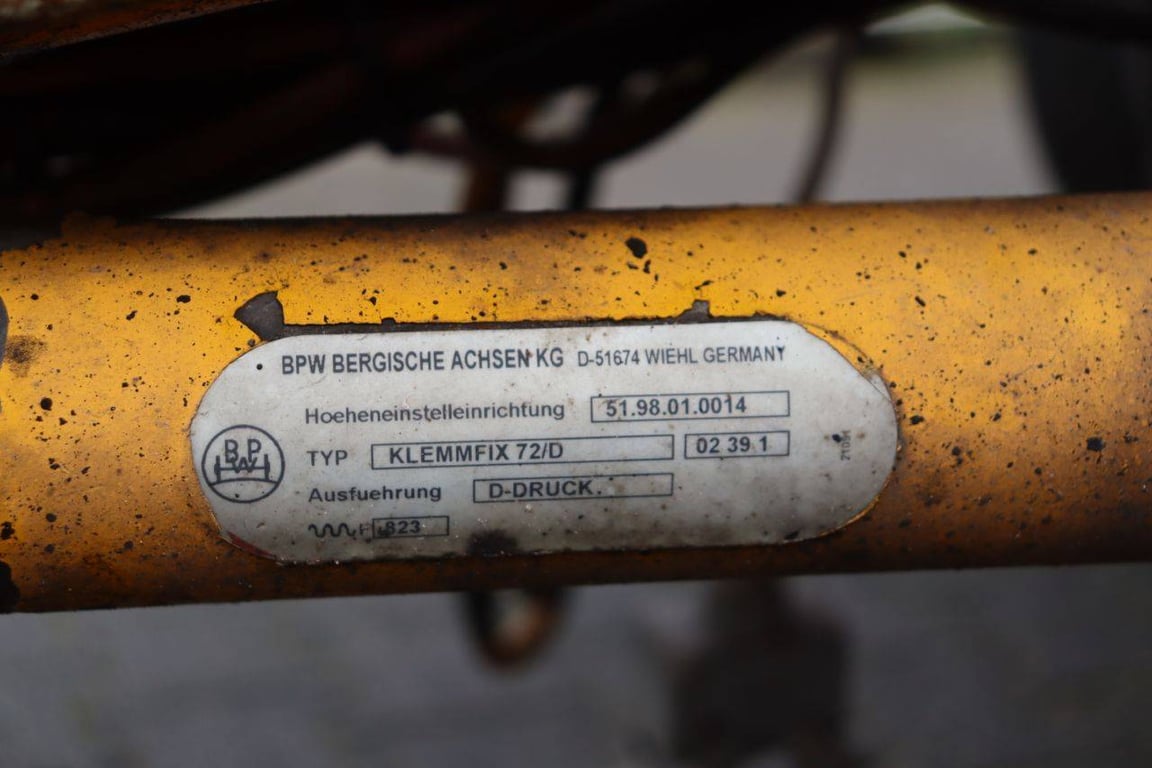 BPW BERGISCHE ACHSEN KG D-51674 WIEHL GERMANY
Hoeheneinstelleinrichtung 51.98.01.0014
BPW
TYP KLEMMFIX 72/D 02 39 1
Ausfuehrung D-DRUCK.
F 823